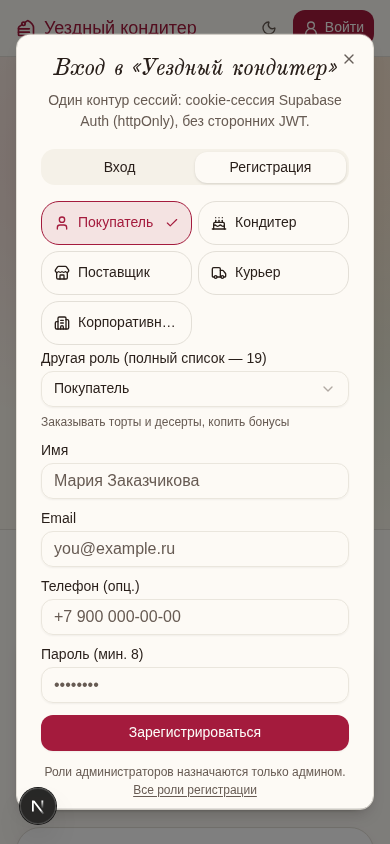 Уездный кондитер
Войти
Вход в «Уездный кондитер»
Один контур сессий: cookie-сессия Supabase
Auth (httpOnly), без сторонних JWT.
Вход
Регистрация
Покупатель
Кондитер
Поставщик
Курьер
Корпоративн…
Другая роль (полный список — 19)
Покупатель
Заказывать торты и десерты, копить бонусы
Имя
Мария Заказчикова
Email
you@example.ru
Телефон (опц.)
+7 900 000-00-00
Пароль (мин. 8)
••••••••
Зарегистрироваться
Роли администраторов назначаются только админом.
Все роли регистрации
N